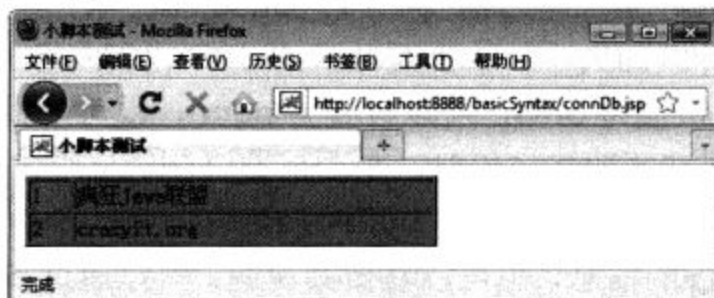 小脚本测试 - Mozilla Firefox
文件(F) 编辑(E) 查看(V) 历史(S) 书签(B) 工具(T) 帮助(H)
http://localhost:8888/basicSyntax/connDb.jsp
小脚本测试
1 疯狂Java联盟
2 crazyit.org
完成